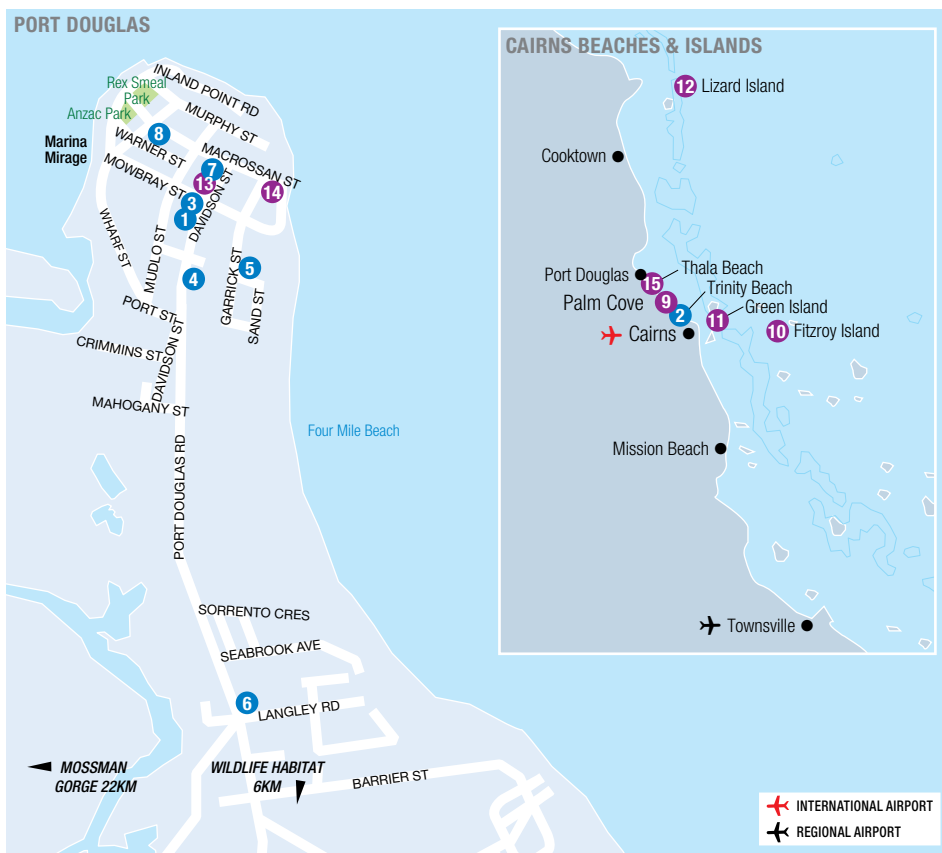 PORT DOUGLAS
Rex Smeal
Park
Anzac Park
INLAND POINT RD
MURPHY ST
Marina
Mirage
8
WARNER ST
MACROSSAN ST
7
MOWBRAY ST
13
14
3
DAVIDSON ST
1
WHARF ST
MUDLO ST
GARRICK ST
5
4
SAND ST
PORT ST
DAVIDSON ST
CRIMMINS ST
MAHOGANY ST
Four Mile Beach
PORT DOUGLAS RD
SORRENTO CRES
SEABROOK AVE
6
LANGLEY RD
MOSSMAN
GORGE 22KM
WILDLIFE HABITAT
6KM
BARRIER ST
CAIRNS BEACHES & ISLANDS
12
Lizard Island
Cooktown
Port Douglas
Thala Beach
15
Trinity Beach
Palm Cove
9
2
Green Island
11
10
Fitzroy Island
Cairns
Mission Beach
Townsville
INTERNATIONAL AIRPORT
REGIONAL AIRPORT